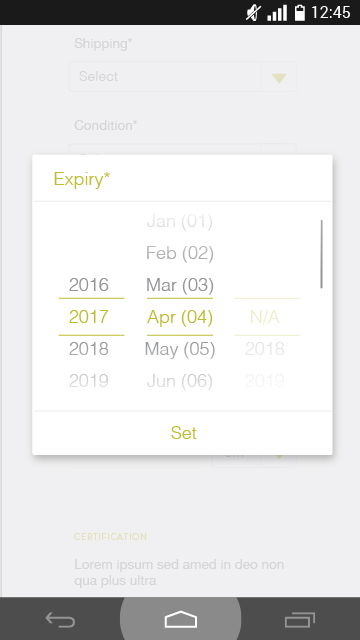 12:45
Shipping*
Select
Condition*
Expiry*
Jan (01)
Feb (02)
2016 Mar (03)
2017 Apr (04) N/A
2018 May (05) 2018
2019 Jun (06) 2019
Set
CERTIFICATION
Lorem ipsum sed amed in deo non
qua plus ultra